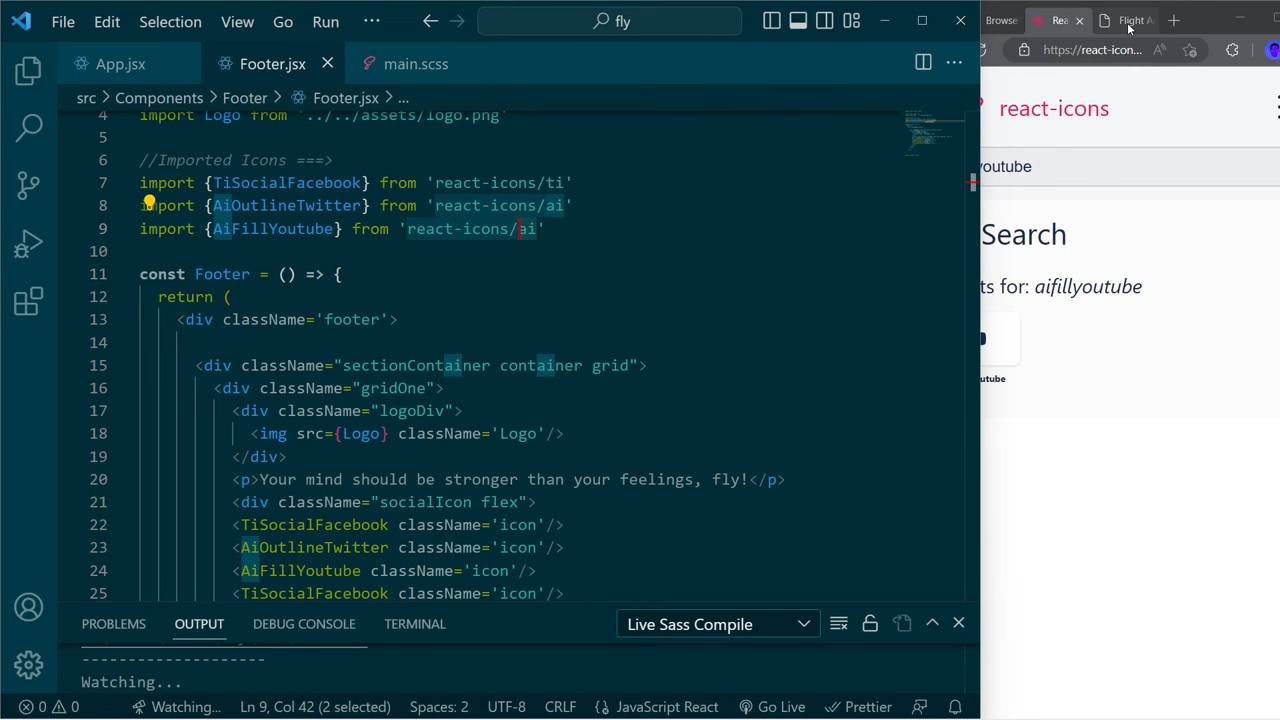 File Edit Selection View Go Run ··· fly
App.jsx Footer.jsx main.scss
src > Components > Footer > Footer.jsx > ...
4 import Logo from '../../assets/logo.png'
5
6 //Imported Icons ===>
7 import {TiSocialFacebook} from 'react-icons/ti'
8 import {AiOutlineTwitter} from 'react-icons/ai'
9 import {AiFillYoutube} from 'react-icons/ai'
10
11 const Footer = () => {
12 return (
13 <div className='footer'>
14
15 <div className="sectionContainer container grid">
16 <div className="gridOne">
17 <div className="logoDiv">
18 <img src={Logo} className='Logo'/>
19 </div>
20 <p>Your mind should be stronger than your feelings, fly!</p>
21 <div className="socialIcon flex">
22 <TiSocialFacebook className='icon'/>
23 <AiOutlineTwitter className='icon'/>
24 <AiFillYoutube className='icon'/>
25 <TiSocialFacebook className='icon'/>
PROBLEMS OUTPUT DEBUG CONSOLE TERMINAL Live Sass Compile
--------------------
Watching...
0 0 Watching... Ln 9, Col 42 (2 selected) Spaces: 2 UTF-8 CRLF JavaScript React Go Live Prettier
Browse Rea Flight A
https://react-icon...
react-icons
youtube
Search
ts for: aifillyoutube
utube